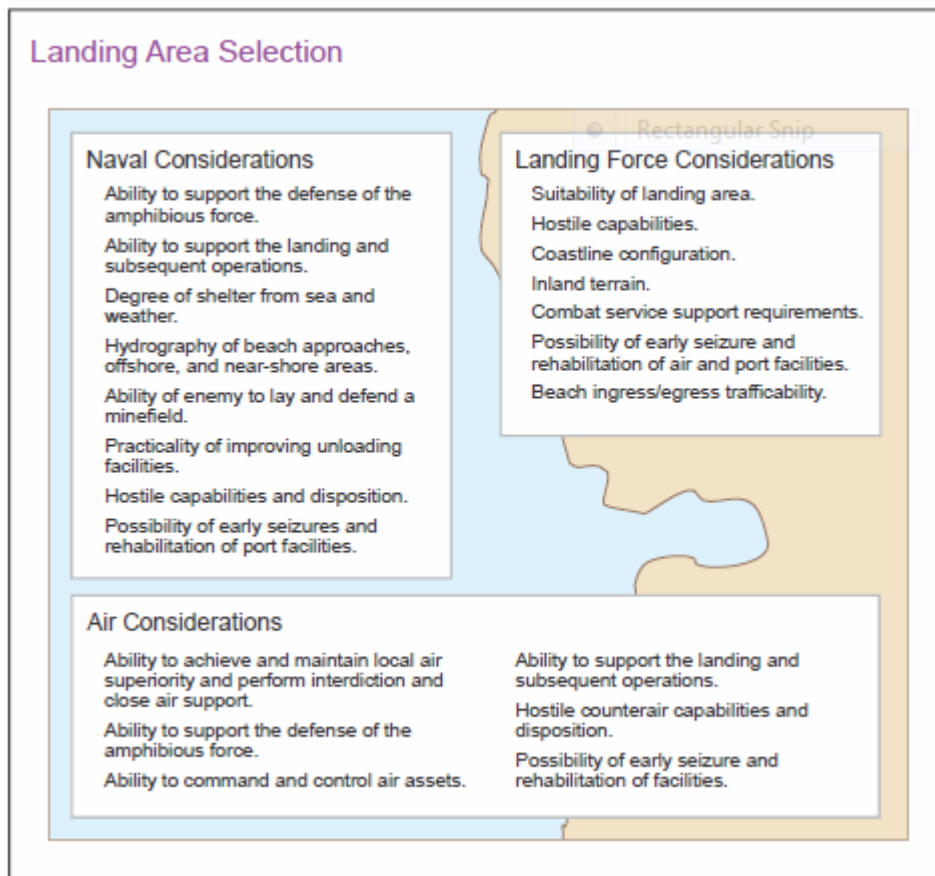 Landing Area Selection
Rectangular Snip
Naval Considerations
Ability to support the defense of the
amphibious force.
Ability to support the landing and
subsequent operations.
Degree of shelter from sea and
weather.
Hydrography of beach approaches,
offshore, and near-shore areas.
Ability of enemy to lay and defend a
minefield.
Practicality of improving unloading
facilities.
Hostile capabilities and disposition.
Possibility of early seizures and
rehabilitation of port facilities.
Landing Force Considerations
Suitability of landing area.
Hostile capabilities.
Coastline configuration.
Inland terrain.
Combat service support requirements.
Possibility of early seizure and
rehabilitation of air and port facilities.
Beach ingress/egress trafficability.
Air Considerations
Ability to achieve and maintain local air
superiority and perform interdiction and
close air support.
Ability to support the defense of the
amphibious force.
Ability to command and control air assets.
Ability to support the landing and
subsequent operations.
Hostile counterair capabilities and
disposition.
Possibility of early seizure and
rehabilitation of facilities.